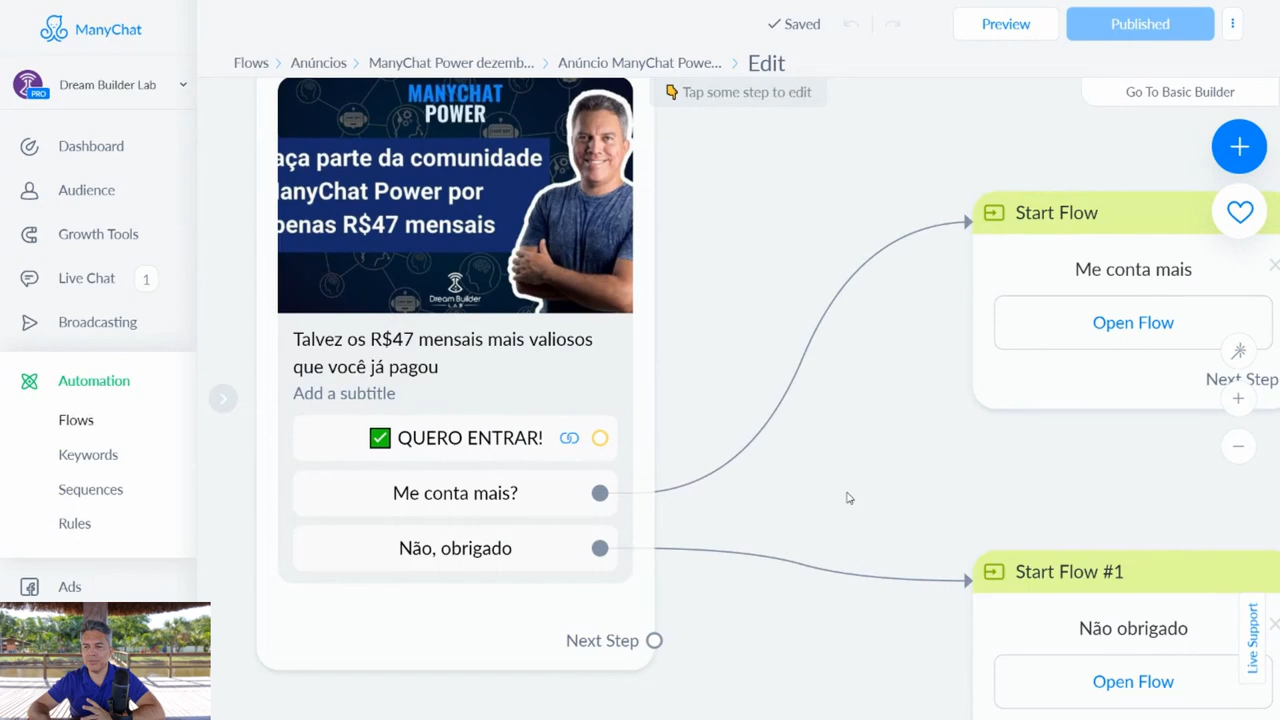 ManyChat
Saved
Preview
Published
Dream Builder Lab
PRO
Flows > Anúncios > ManyChat Power dezemb... > Anúncio ManyChat Powe... > Edit
Tap some step to edit
Go To Basic Builder
Dashboard
Audience
Growth Tools
Live Chat 1
Broadcasting
Automation
Flows
Keywords
Sequences
Rules
Ads
MANYCHAT
POWER
aça parte da comunidade
lanyChat Power por
penas R$47 mensais
Dream Builder
LAB
Talvez os R$47 mensais mais valiosos
que você já pagou
Add a subtitle
✅ QUERO ENTRAR!
Me conta mais?
Não, obrigado
Next Step
Start Flow
Me conta mais
Open Flow
Next Step
Start Flow #1
Não obrigado
Open Flow
Live Support